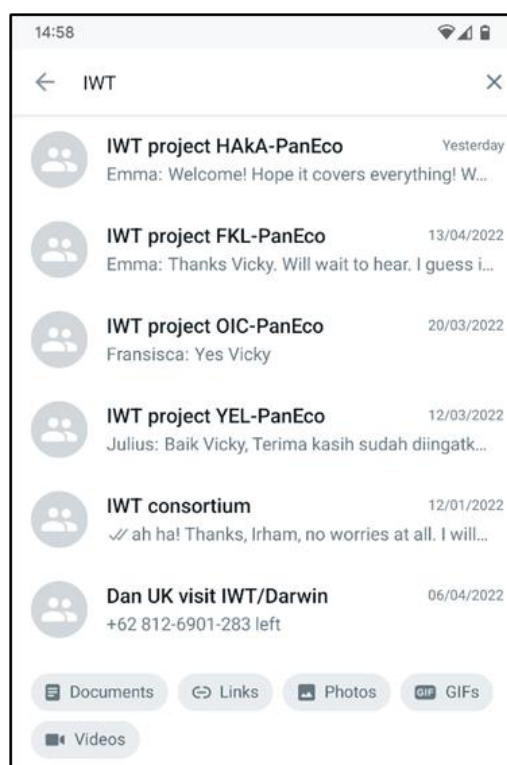 14:58
IWT
IWT project HAkA-PanEco Yesterday
Emma: Welcome! Hope it covers everything! W...
IWT project FKL-PanEco 13/04/2022
Emma: Thanks Vicky. Will wait to hear. I guess i...
IWT project OIC-PanEco 20/03/2022
Fransisca: Yes Vicky
IWT project YEL-PanEco 12/03/2022
Julius: Baik Vicky, Terima kasih sudah diingatk...
IWT consortium 12/01/2022
ah ha! Thanks, Irham, no worries at all. I will...
Dan UK visit IWT/Darwin 06/04/2022
+62 812-6901-283 left
Documents Links Photos GIF GIFs
Videos